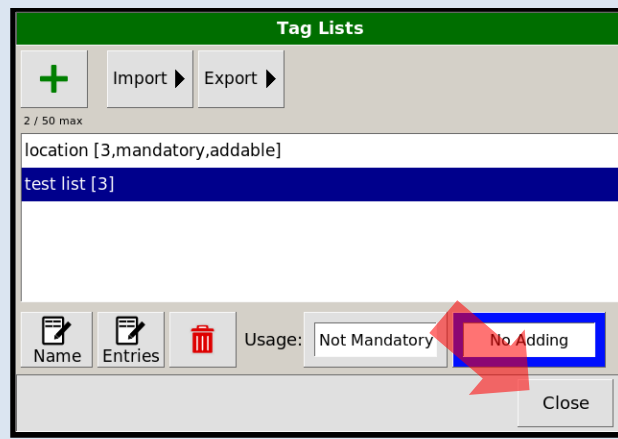 Tag Lists
Import Export
2 / 50 max
location [3,mandatory,addable]
test list [3]
Name Entries Usage: Not Mandatory No Adding
Close